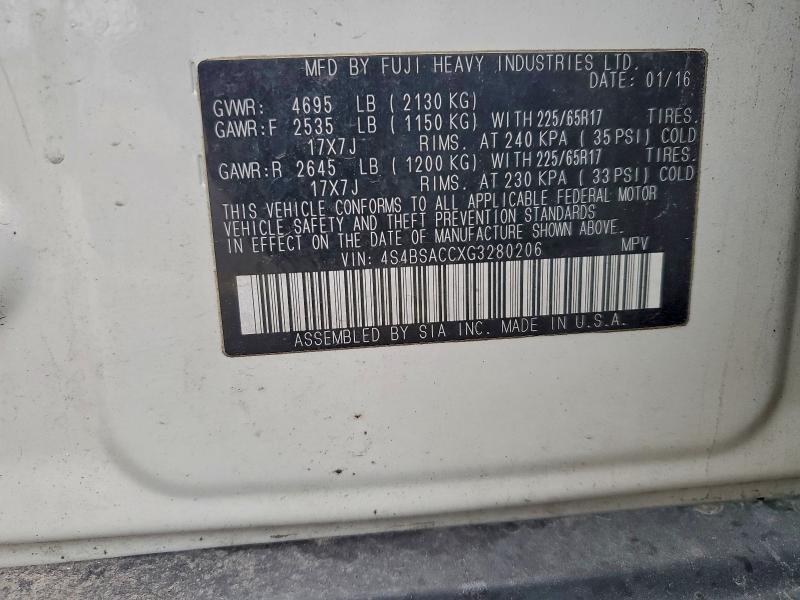 MFD BY FUJI HEAVY INDUSTRIES LTD.
DATE: 01/16
GVWR: 4695 LB (2130 KG)
GAWR:F 2535 LB (1150 KG) WITH 225/65R17 TIRES.
17X7J RIMS. AT 240 KPA (35 PSI) COLD
GAWR:R 2645 LB (1200 KG) WITH 225/65R17 TIRES.
17X7J RIMS. AT 230 KPA (33 PSI) COLD
THIS VEHICLE CONFORMS TO ALL APPLICABLE FEDERAL MOTOR
VEHICLE SAFETY AND THEFT PREVENTION STANDARDS
IN EFFECT ON THE DATE OF MANUFACTURE SHOWN ABOVE.
VIN: 4S4BSACCXG3280206 MPV
ASSEMBLED BY SIA INC. MADE IN U.S.A.